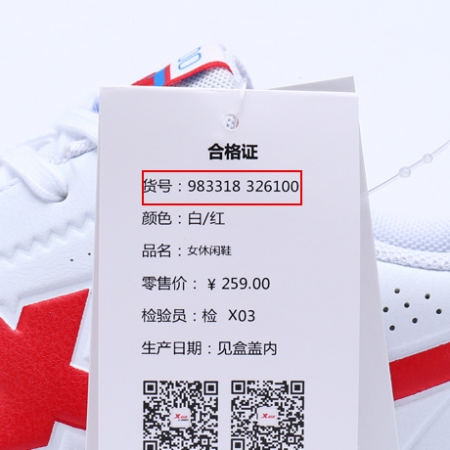 合格证
货号：983318 326100
颜色：白/红
品名：女休闲鞋
零售价：￥259.00
检验员：检 X03
生产日期：见盒盖内